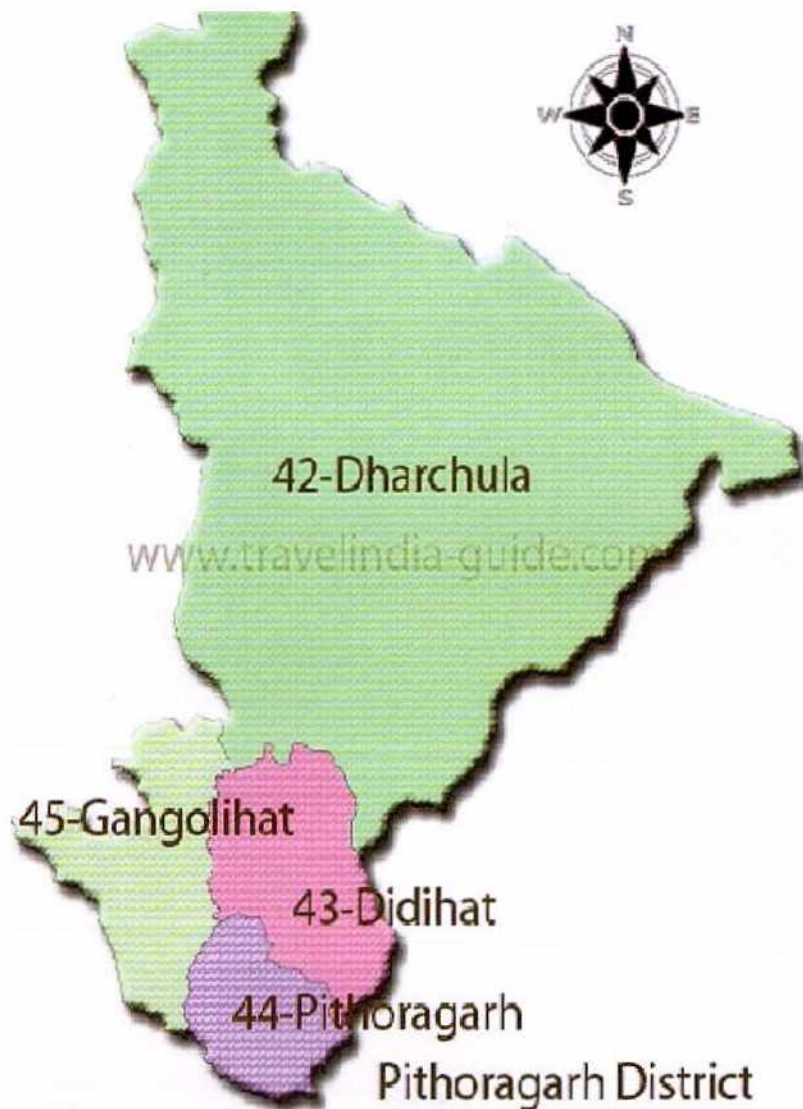 N
W E
S
42-Dharchula
www.travelindia-guide.com
45-Gangolihat
43-Didihat
44-Pithoragarh
Pithoragarh District